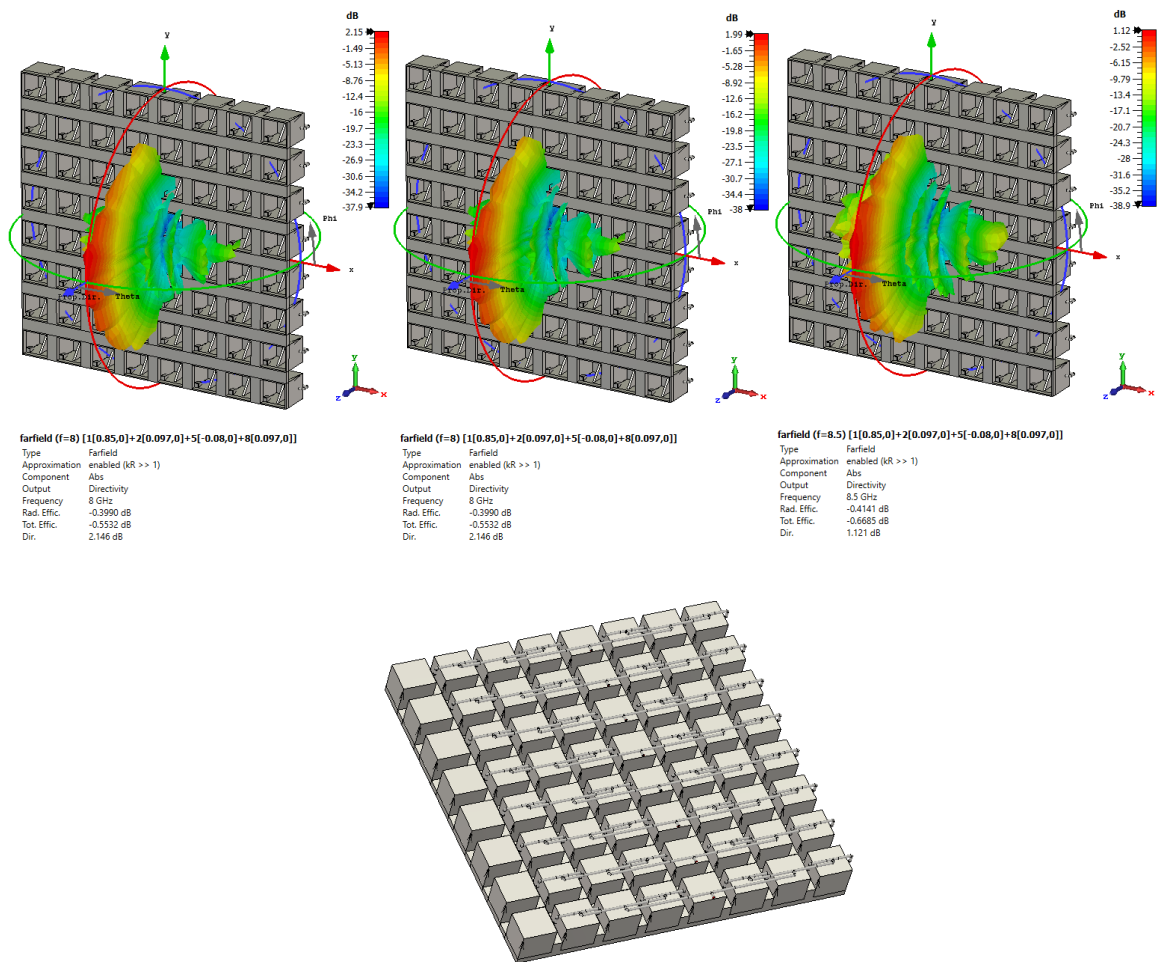 dB
2.15
-1.49
-5.13
-8.76
-12.4
-16
-19.7
-23.3
-26.9
-30.6
-34.2
-37.9
y
x
Phi
Theta
Prop.Dir.
y
z
x
dB
1.99
-1.65
-5.28
-8.92
-12.6
-16.2
-19.8
-23.5
-27.1
-30.7
-34.4
-38
y
x
Phi
Theta
Prop.Dir.
y
z
x
dB
1.12
-2.52
-6.15
-9.79
-13.4
-17.1
-20.7
-24.3
-28
-31.6
-35.2
-38.9
y
x
Phi
Theta
Prop.Dir.
y
z
x
farfield (f=8) [1[0.85,0]+2[0.097,0]+5[-0.08,0]+8[0.097,0]]
Type Farfield
Approximation enabled (kR >> 1)
Component Abs
Output Directivity
Frequency 8 GHz
Rad. Effic. -0.3990 dB
Tot. Effic. -0.5532 dB
Dir. 2.146 dB
farfield (f=8) [1[0.85,0]+2[0.097,0]+5[-0.08,0]+8[0.097,0]]
Type Farfield
Approximation enabled (kR >> 1)
Component Abs
Output Directivity
Frequency 8 GHz
Rad. Effic. -0.3990 dB
Tot. Effic. -0.5532 dB
Dir. 2.146 dB
farfield (f=8.5) [1[0.85,0]+2[0.097,0]+5[-0.08,0]+8[0.097,0]]
Type Farfield
Approximation enabled (kR >> 1)
Component Abs
Output Directivity
Frequency 8.5 GHz
Rad. Effic. -0.4141 dB
Tot. Effic. -0.6685 dB
Dir. 1.121 dB